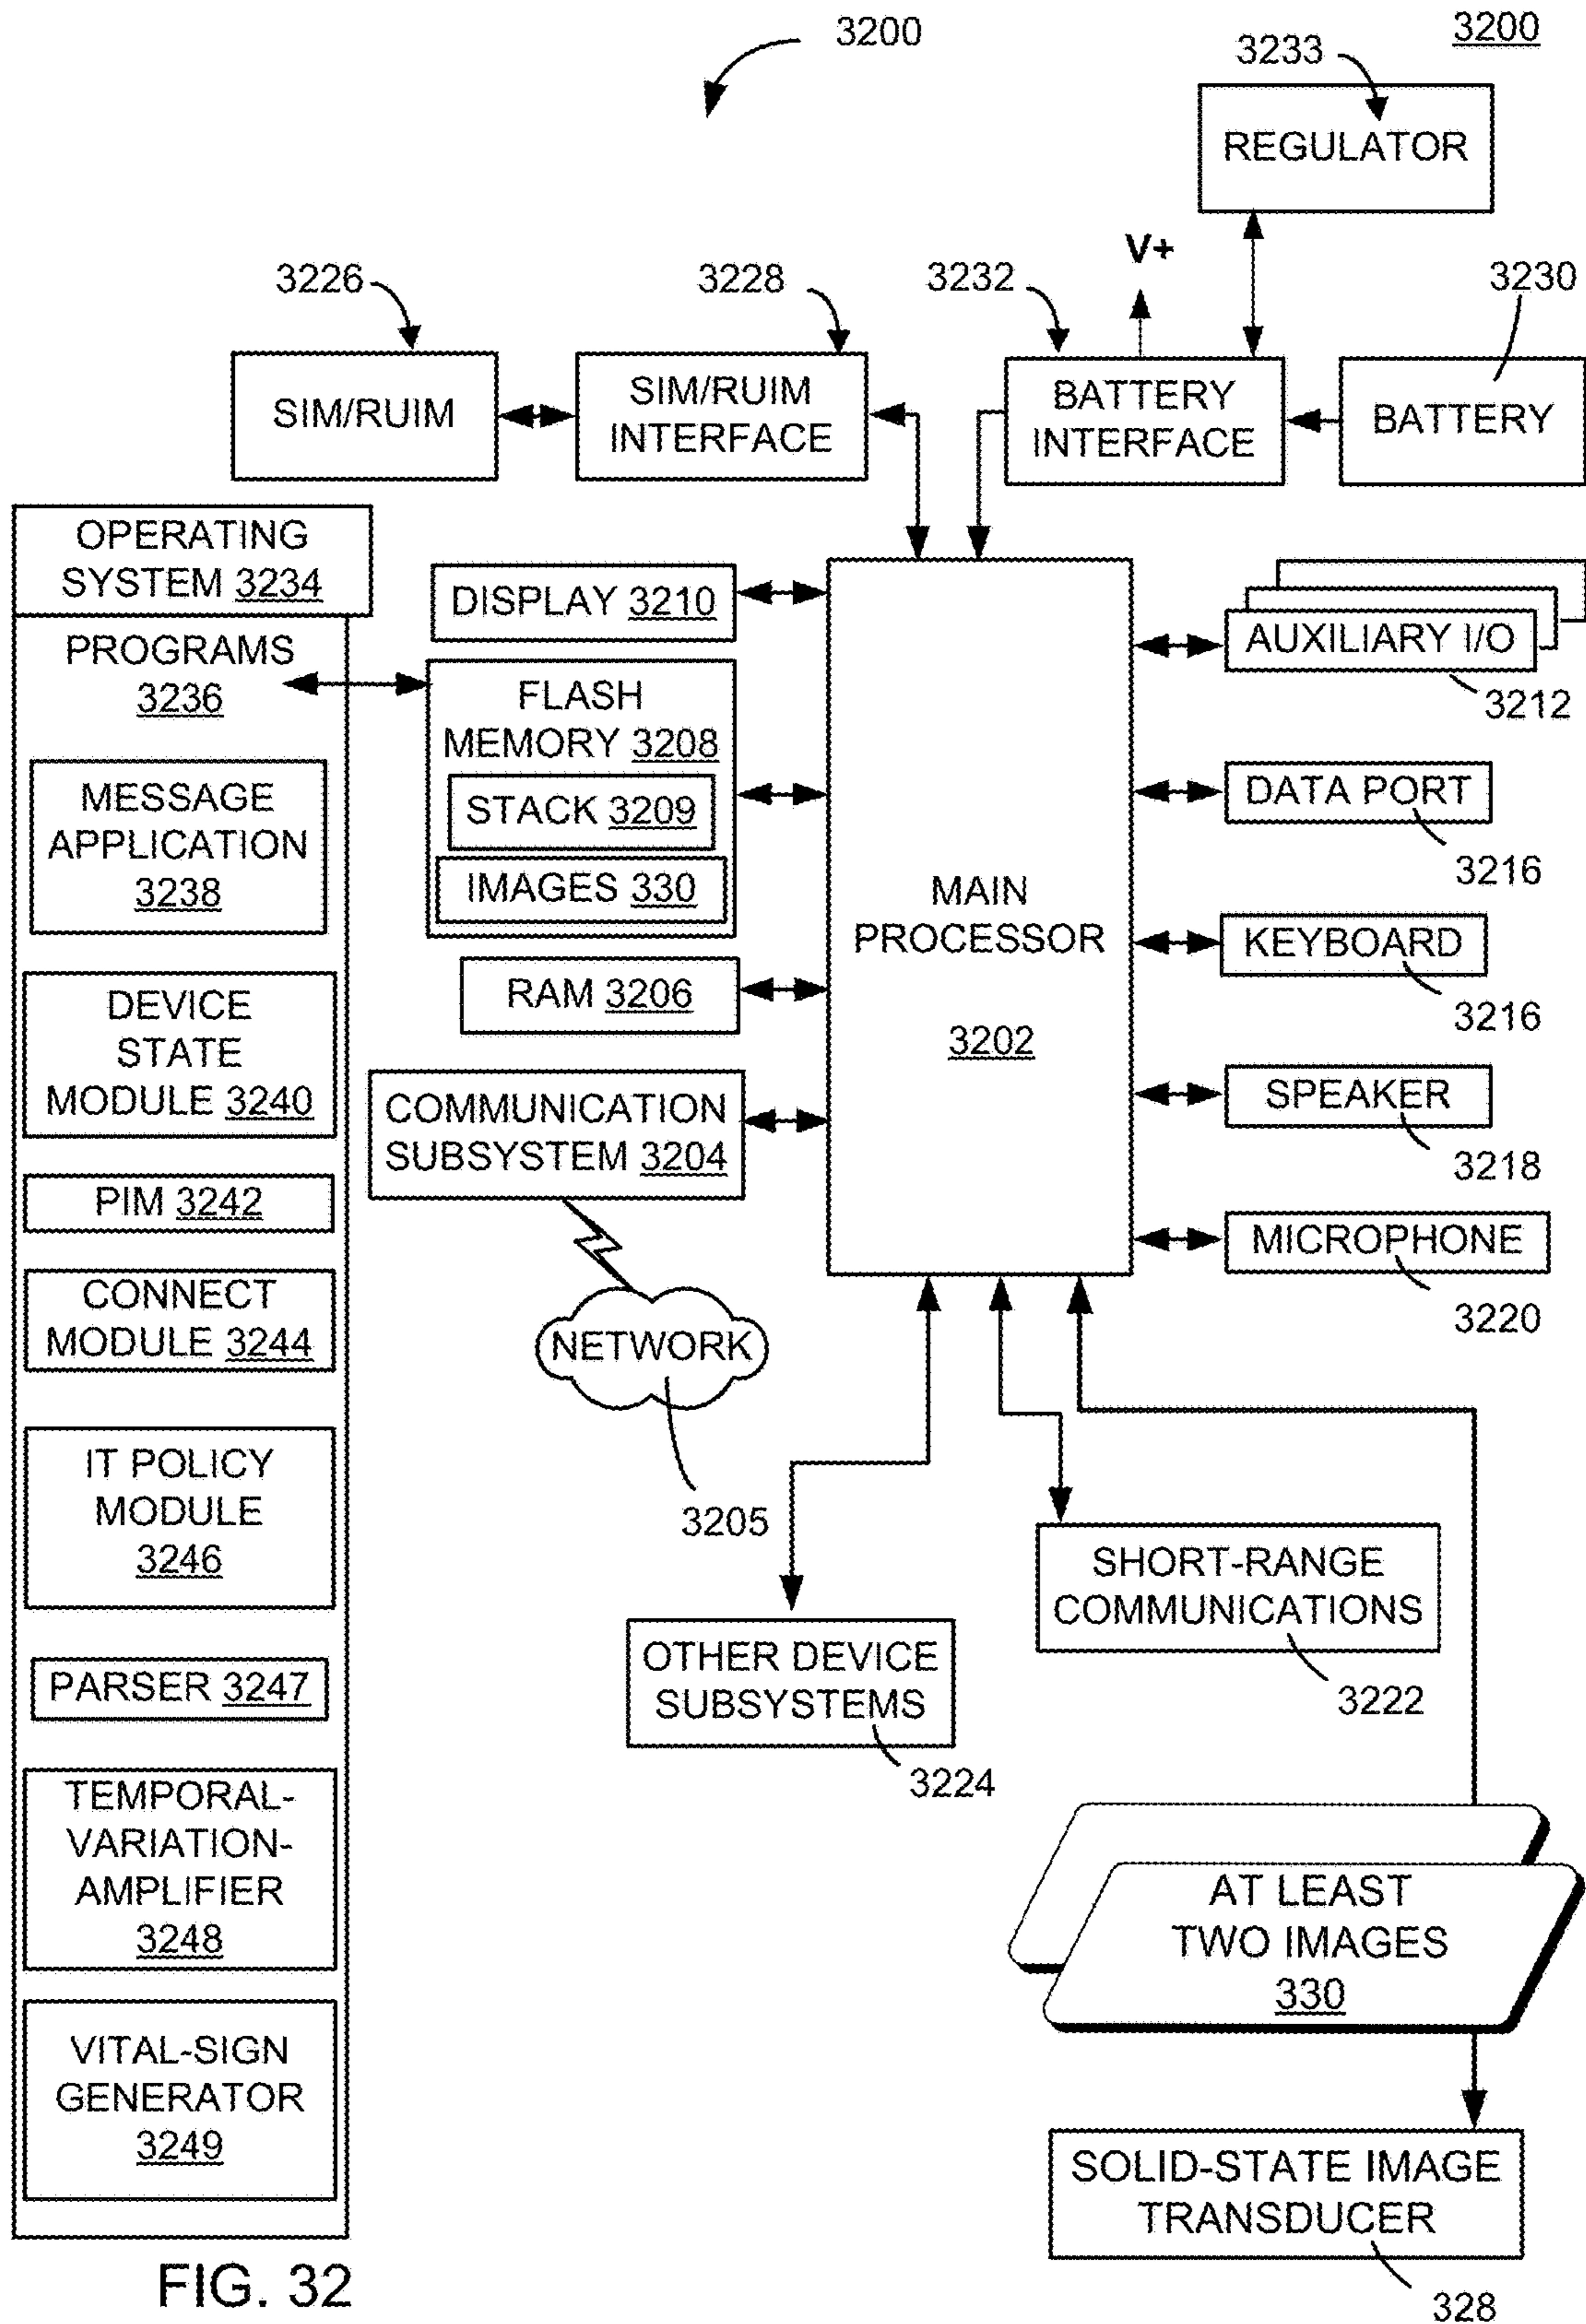 3200
3200
3233
REGULATOR
V+
3226
3228
3232
3230
SIM/RUIM
SIM/RUIM
INTERFACE
BATTERY
INTERFACE
BATTERY
OPERATING
SYSTEM 3234
PROGRAMS
3236
MESSAGE
APPLICATION
3238
DEVICE
STATE
MODULE 3240
PIM 3242
CONNECT
MODULE 3244
IT POLICY
MODULE
3246
PARSER 3247
TEMPORAL-
VARIATION-
AMPLIFIER
3248
VITAL-SIGN
GENERATOR
3249
DISPLAY 3210
FLASH
MEMORY 3208
STACK 3209
IMAGES 330
RAM 3206
COMMUNICATION
SUBSYSTEM 3204
NETWORK
3205
MAIN
PROCESSOR
3202
AUXILIARY I/O
3212
DATA PORT
3216
KEYBOARD
3216
SPEAKER
3218
MICROPHONE
3220
SHORT-RANGE
COMMUNICATIONS
3222
OTHER DEVICE
SUBSYSTEMS
3224
AT LEAST
TWO IMAGES
330
SOLID-STATE IMAGE
TRANSDUCER
328
FIG. 32